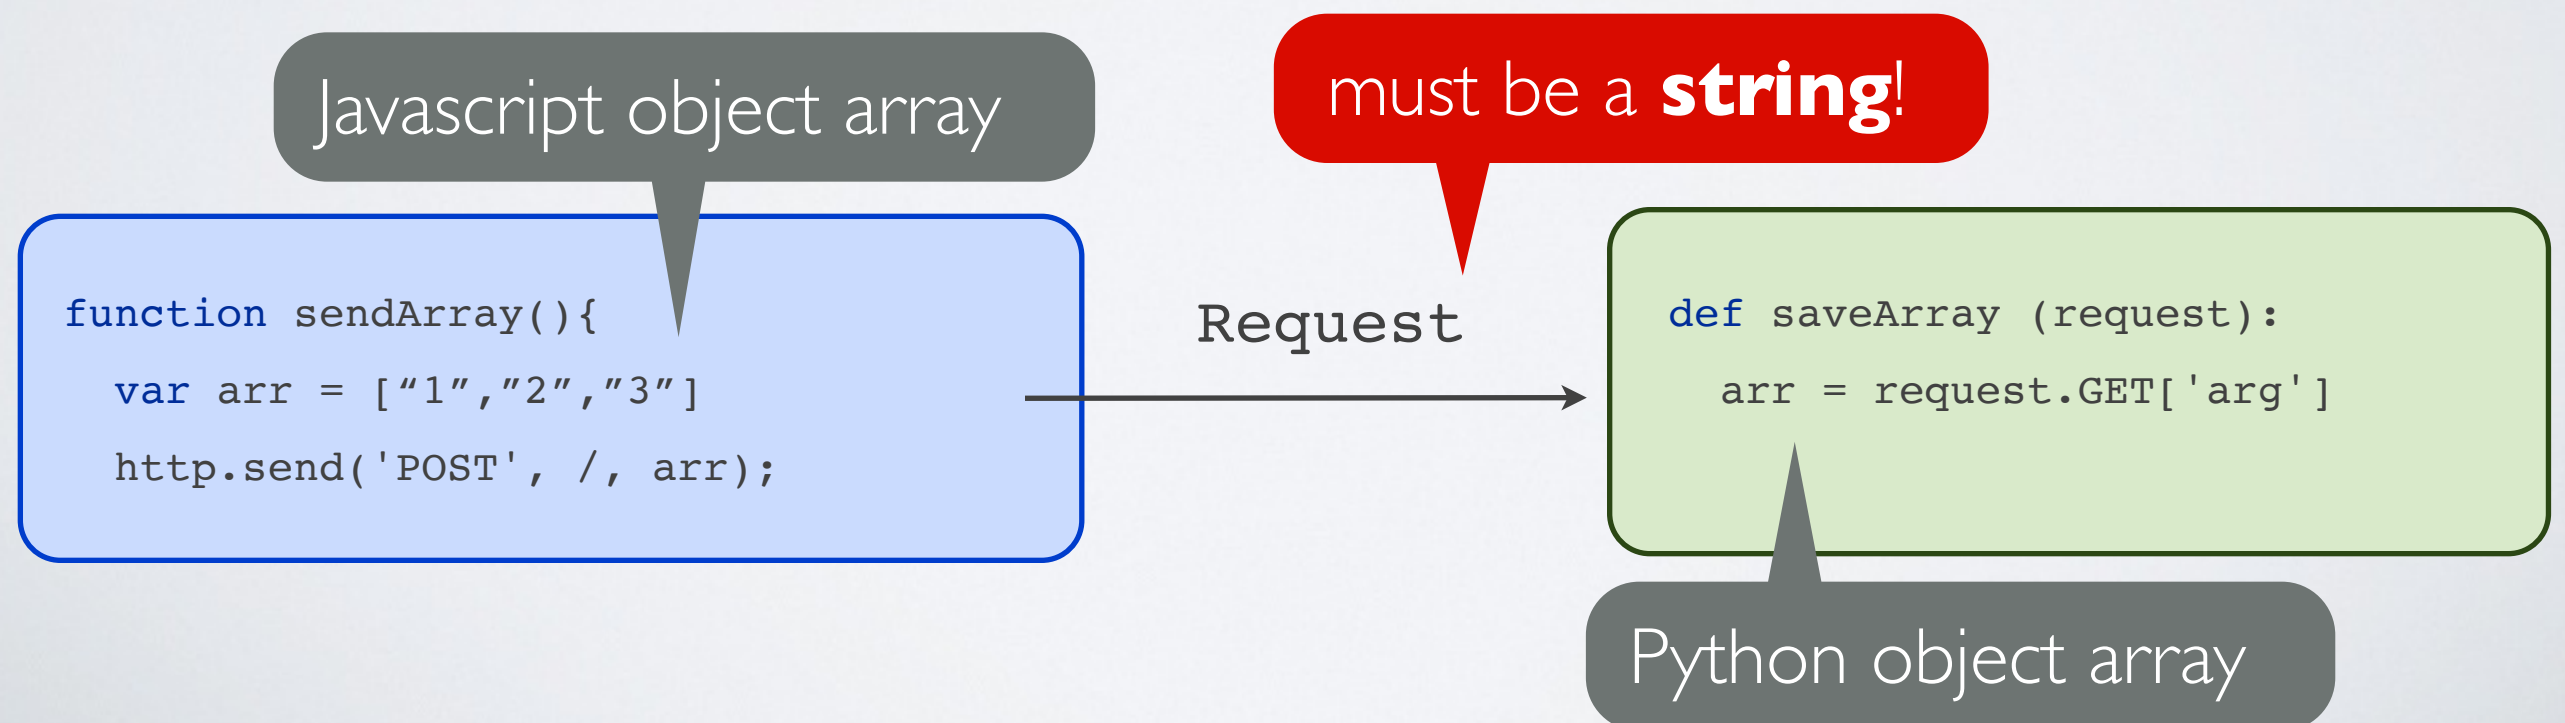 Javascript object array
must be a string!
function sendArray(){
var arr = [“1”,”2”,”3”]
http.send('POST', /, arr);
Request
def saveArray (request):
arr = request.GET['arg']
Python object array